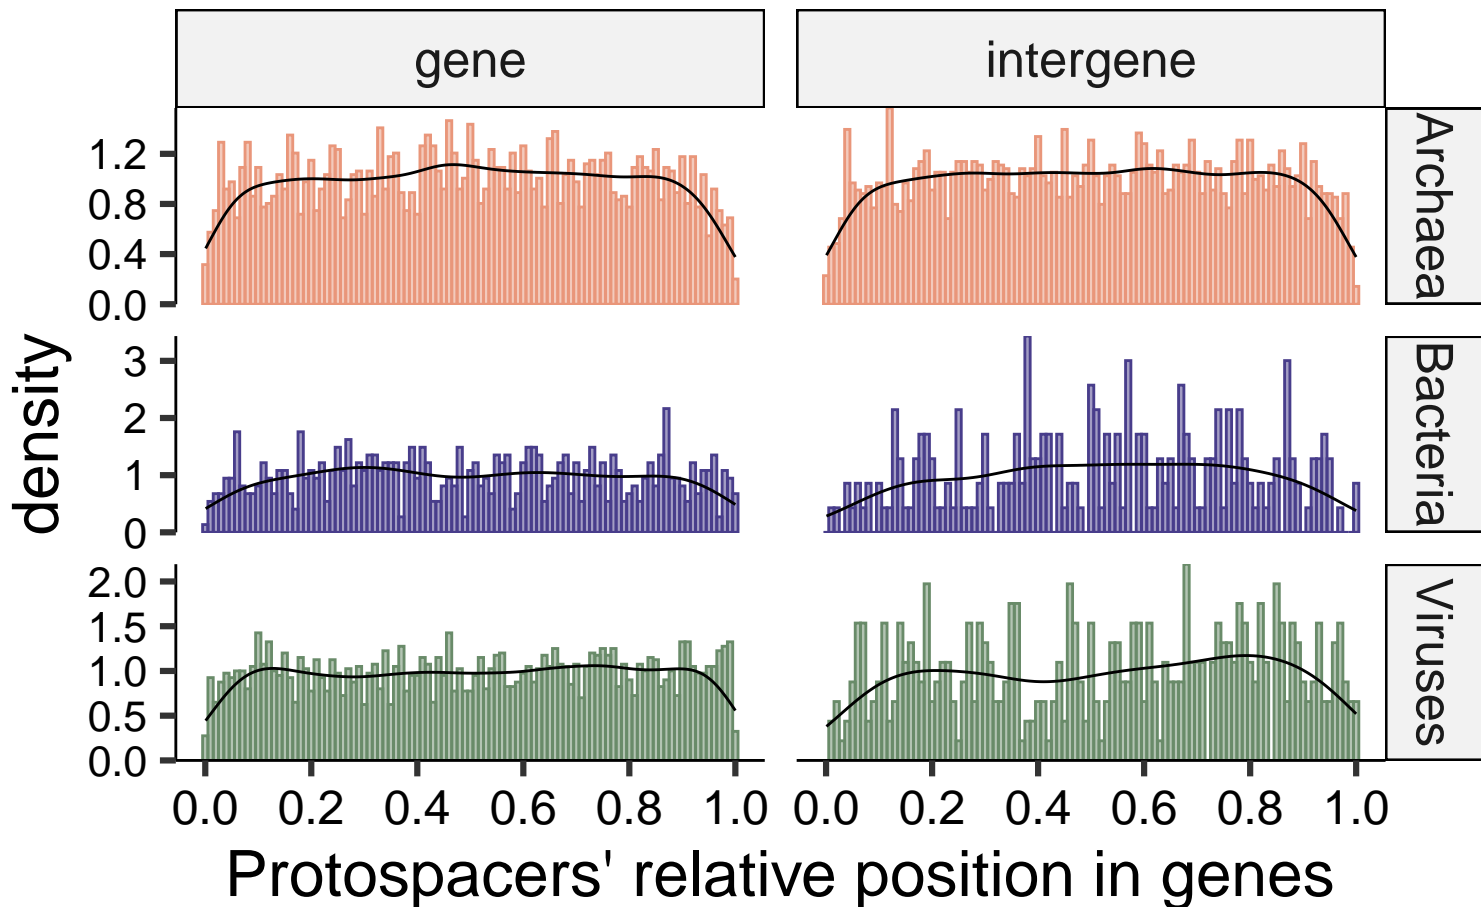 gene
intergene
Archaea
1.2
0.8
0.4
0.0
Bacteria
3
2
1
0
density
Viruses
2.0
1.5
1.0
0.5
0.0
0.0 0.2 0.4 0.6 0.8 1.0 0.0 0.2 0.4 0.6 0.8 1.0
Protospacers' relative position in genes